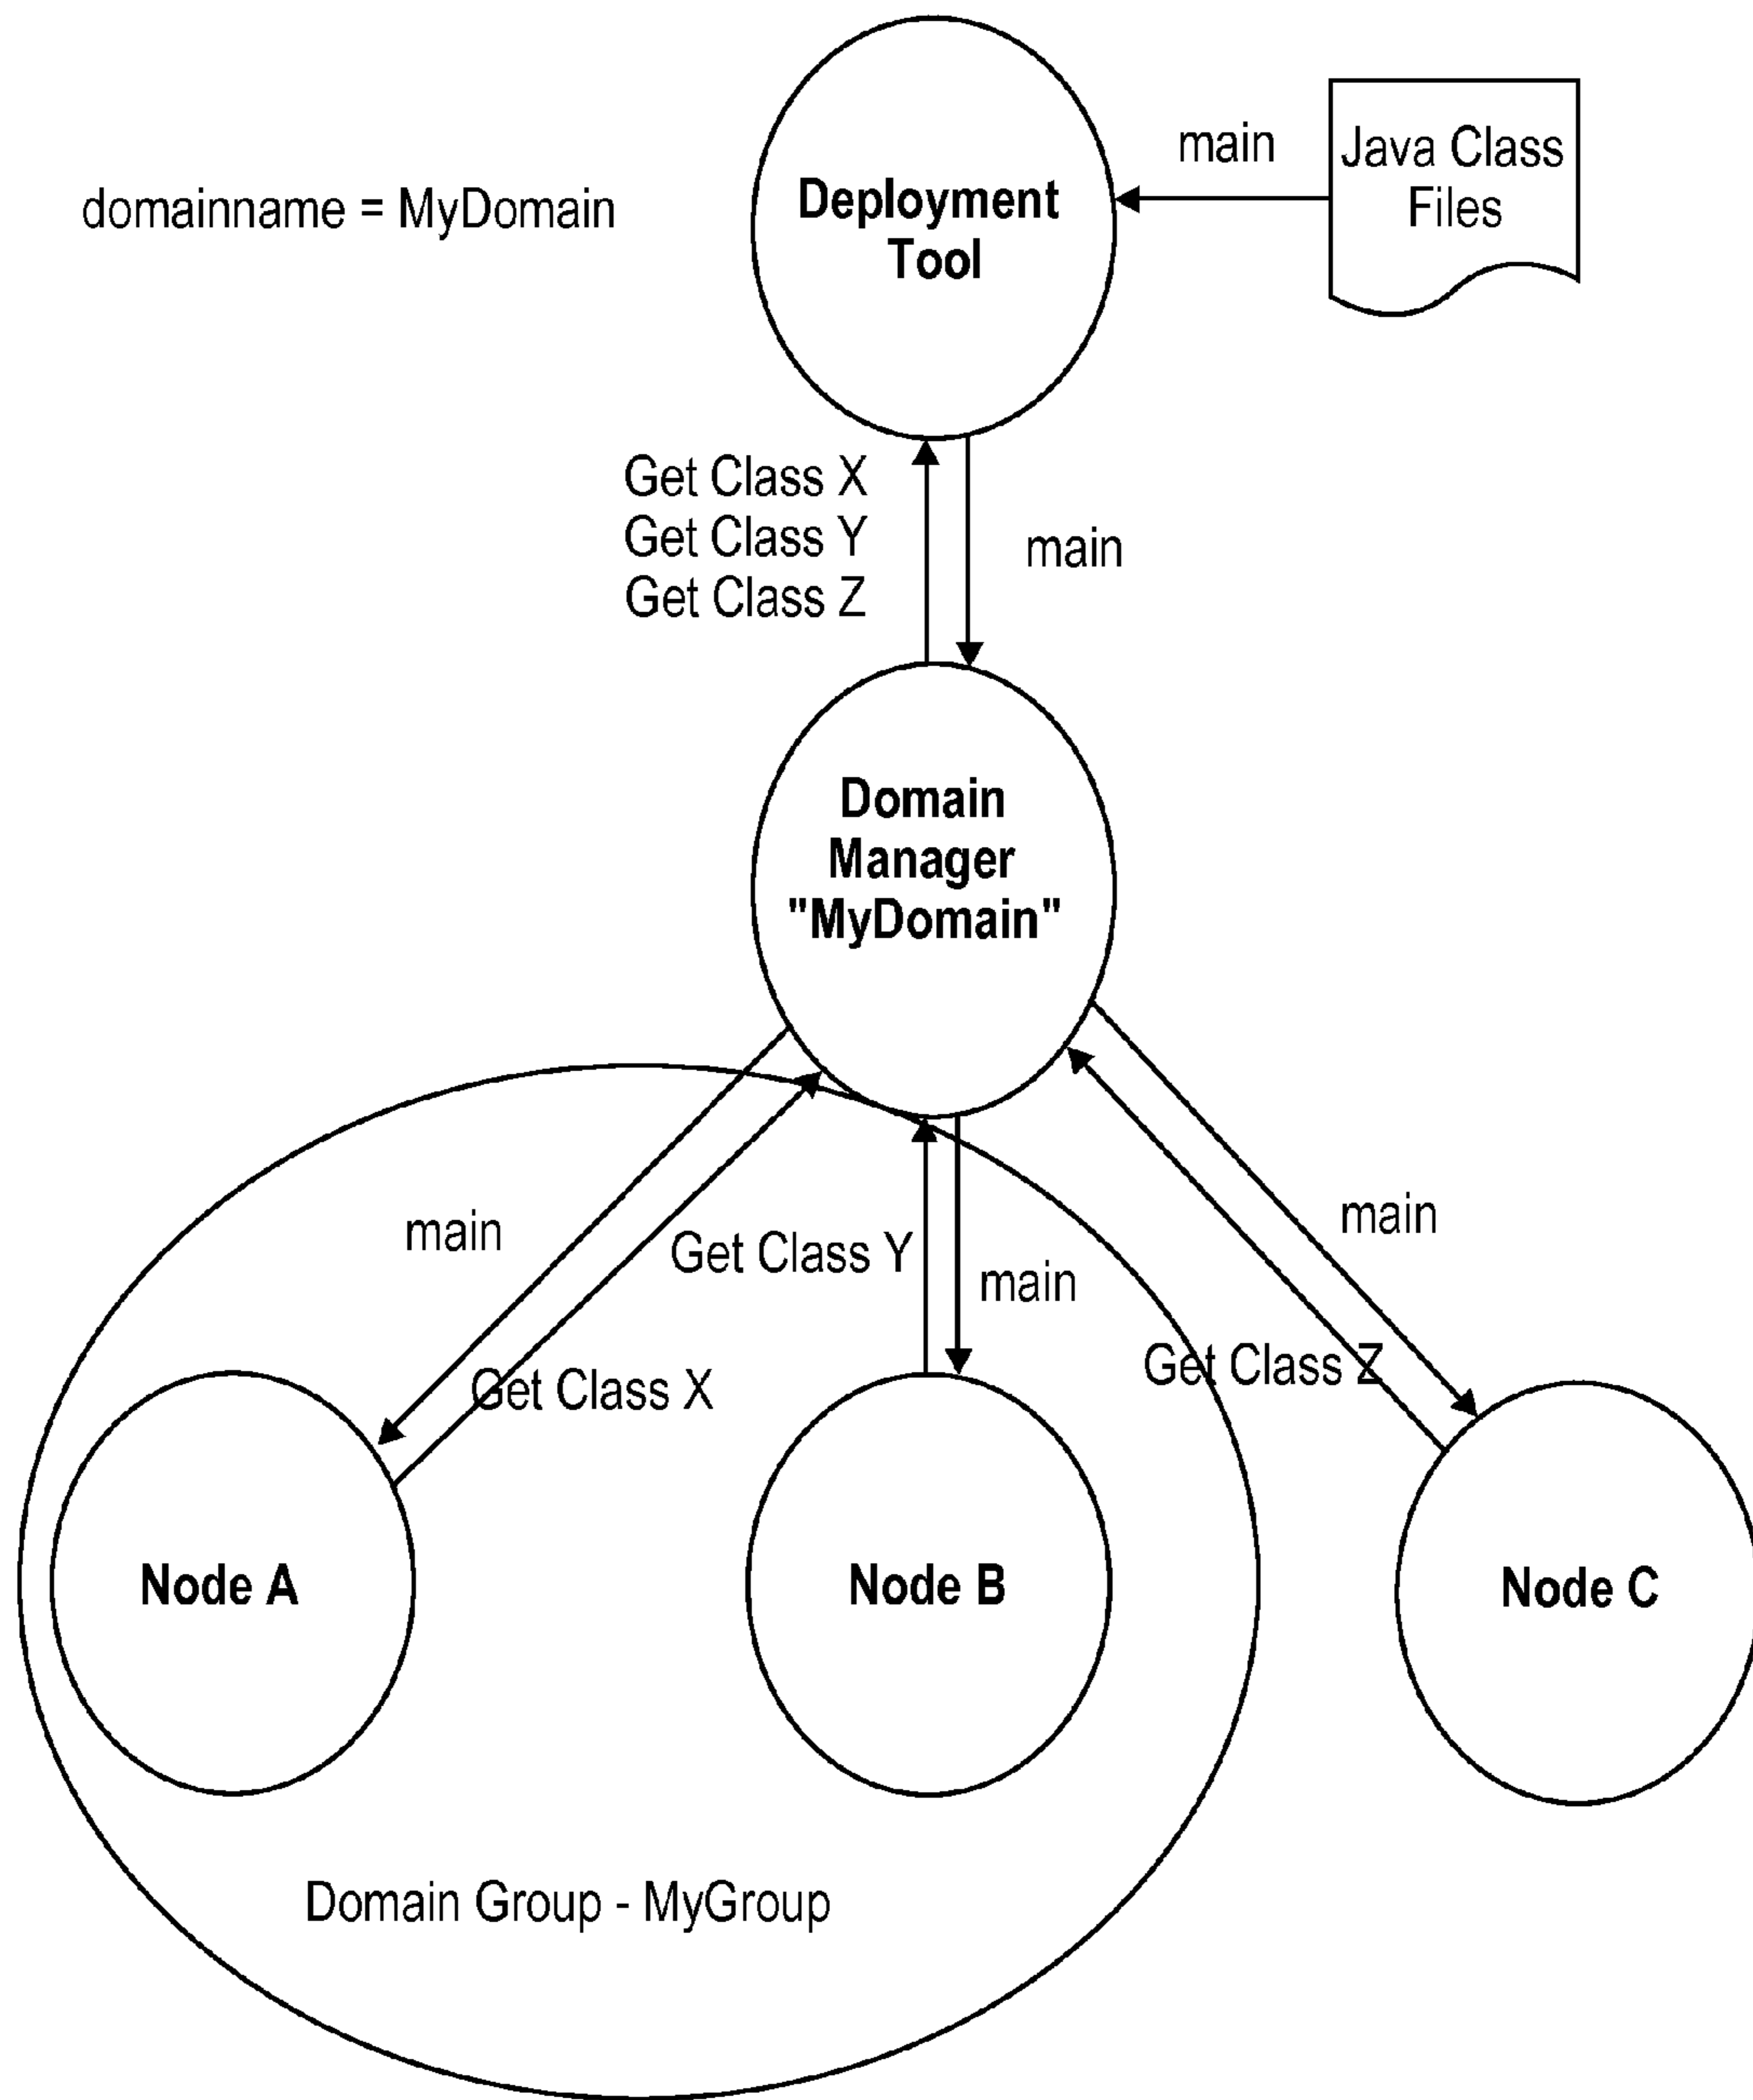 main
Java Class
Files
domainname = MyDomain
Deployment
Tool
Get Class X
Get Class Y
Get Class Z
main
Domain
Manager
"MyDomain"
main
Get Class Y
main
main
Get Class X
Get Class Z
Node A
Node B
Node C
Domain Group - MyGroup